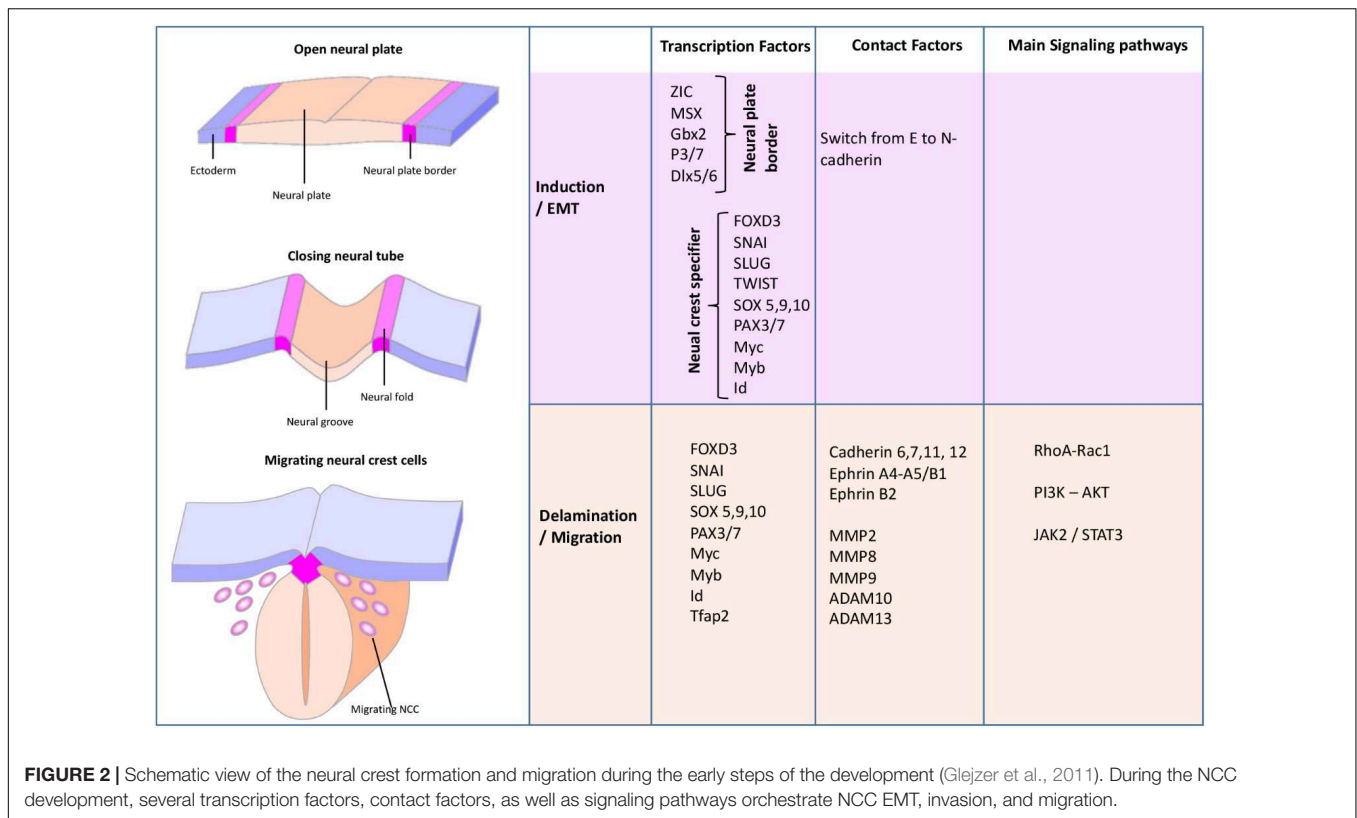 Open neural plate
Ectoderm
Neural plate border
Neural plate
Closing neural tube
Neural fold
Neural groove
Migrating neural crest cells
Migrating NCC
Transcription Factors
Contact Factors
Main Signaling pathways
Induction
/ EMT
ZIC
MSX
Gbx2
P3/7
Dlx5/6
Neural plate
border
Neual crest specifier
FOXD3
SNAI
SLUG
TWIST
SOX 5,9,10
PAX3/7
Myc
Myb
Id
Switch from E to N-
cadherin
Delamination
/ Migration
FOXD3
SNAI
SLUG
SOX 5,9,10
PAX3/7
Myc
Myb
Id
Tfap2
Cadherin 6,7,11, 12
Ephrin A4-A5/B1
Ephrin B2
MMP2
MMP8
MMP9
ADAM10
ADAM13
RhoA-Rac1
PI3K – AKT
JAK2 / STAT3
FIGURE 2 | Schematic view of the neural crest formation and migration during the early steps of the development (Glejzer et al., 2011). During the NCC
development, several transcription factors, contact factors, as well as signaling pathways orchestrate NCC EMT, invasion, and migration.